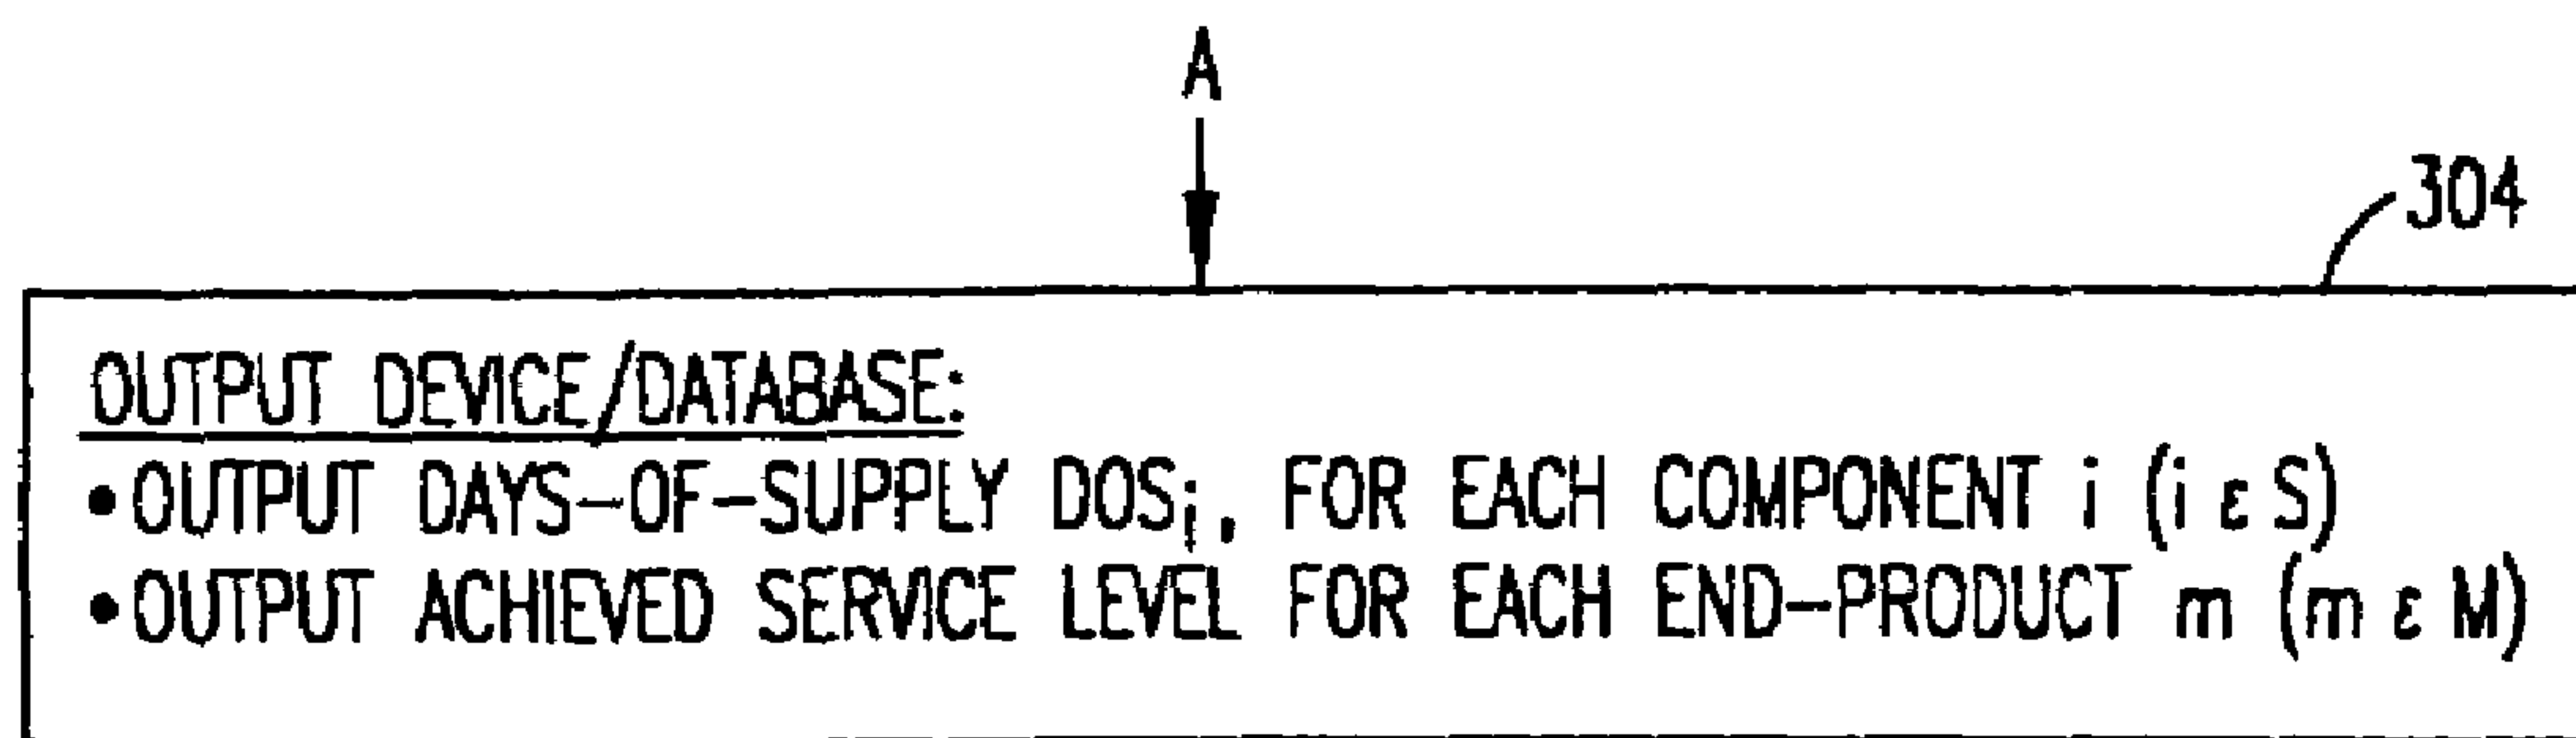 A
304
OUTPUT DEVICE/DATABASE:
•OUTPUT DAYS-OF-SUPPLY DOSi, FOR EACH COMPONENT i (i ε S)
•OUTPUT ACHIEVED SERVICE LEVEL FOR EACH END-PRODUCT m (m ε M)